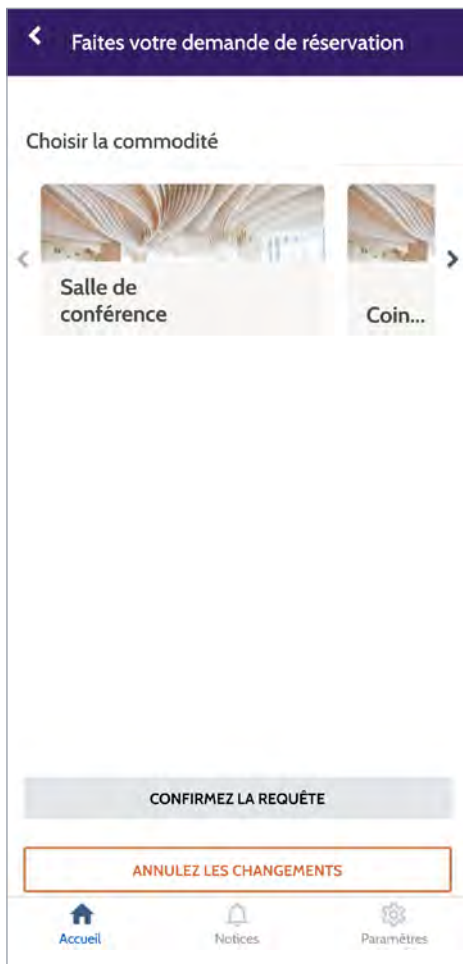 Faites votre demande de réservation
Choisir la commodité
Salle de
conférence
Coin...
CONFIRMEZ LA REQUÊTE
ANNULEZ LES CHANGEMENTS
Accueil
Notices
Paramètres